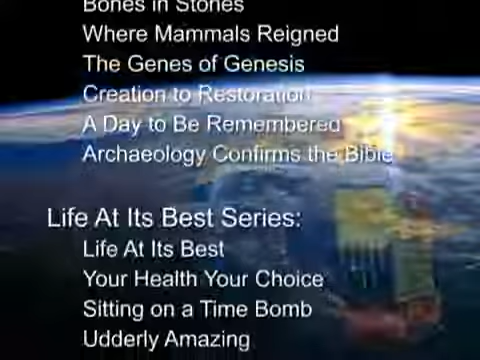 Bones in Stones
Where Mammals Reigned
The Genes of Genesis
Creation to Restoration
A Day to Be Remembered
Archaeology Confirms the Bible
Life At Its Best Series:
Life At Its Best
Your Health Your Choice
Sitting on a Time Bomb
Udderly Amazing